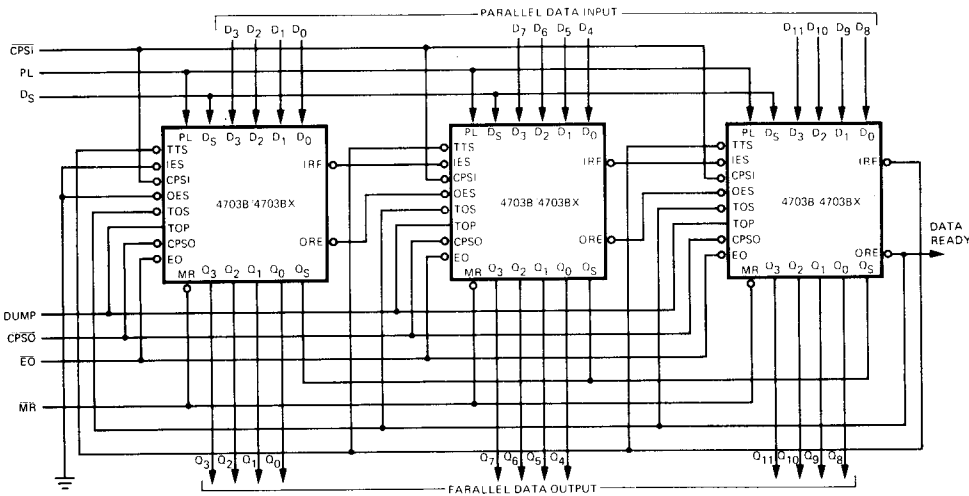 PARALLEL DATA INPUT
D3 D2 D1 D0 D7 D6 D5 D4 D11 D10 D9 D8
CPSI
PL
DS
PL DS D3 D2 D1 D0 PL DS D3 D2 D1 D0 PL DS D3 D2 D1 D0
TTS TTS TTS
IES IRF IES IRF IES IRF
CPSI CPSI CPSI
OES OES OES
TOS 4703B 4703BX TOS 4703B 4703BX TOS 4703B 4703BX
TOP TOP TOP DATA
CPSO ORE CPSO ORE CPSO ORE READY
EO EO EO
MR Q3 Q2 Q1 Q0 QS MR Q3 Q2 Q1 Q0 QS MR Q3 Q2 Q1 Q0 QS
DUMP
CPSO
EO
MR
Q3 Q2 Q1 Q0 Q7 Q6 Q5 Q4 Q11 Q10 Q9 Q8
PARALLEL DATA OUTPUT